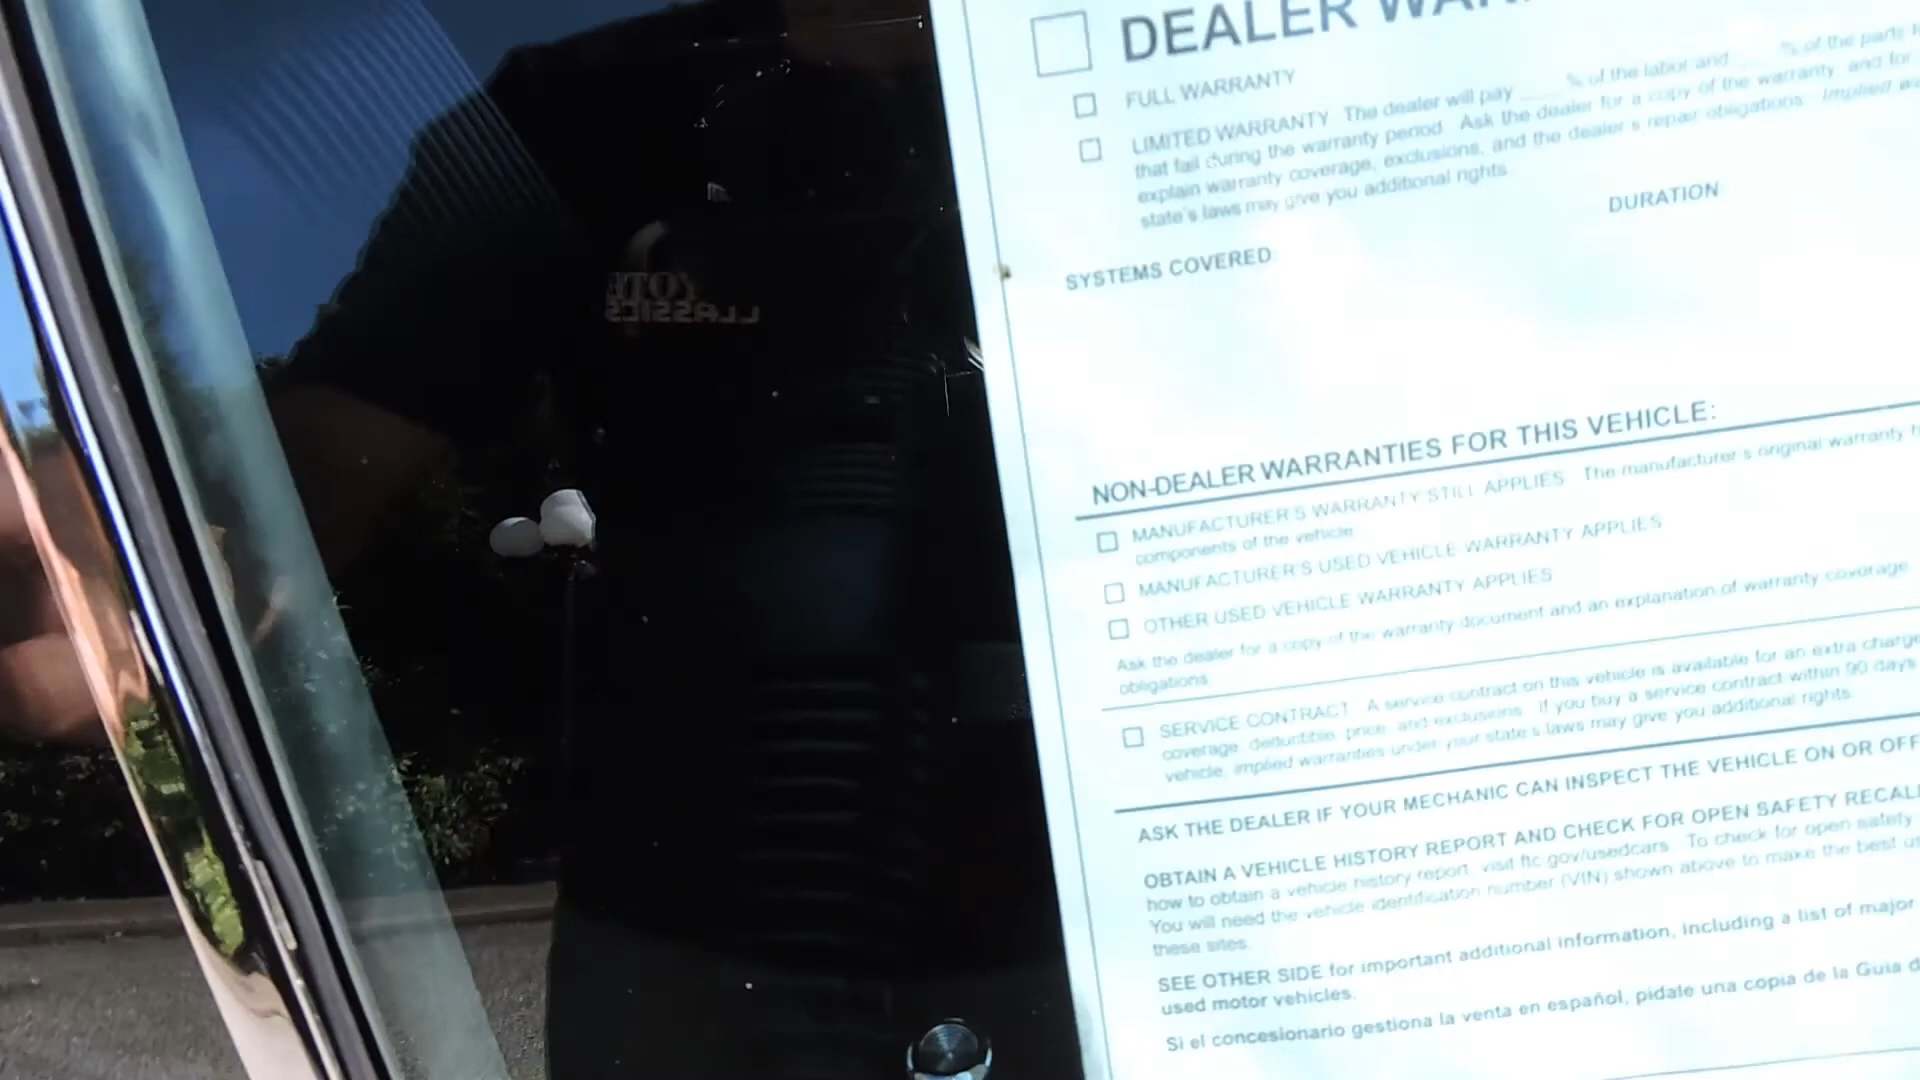 DEALER
FULL WARRANTY
LIMITED WARRANTY. The dealer will pay ____ % of the labor and ____ % of the parts
that fail during the warranty period. Ask the dealer for a copy of the warranty, and for
explain warranty coverage, exclusions, and the dealer's repair obligations. Implied
state's laws may give you additional rights.
SYSTEMS COVERED:
DURATION:
CLASSICS
NON-DEALER WARRANTIES FOR THIS VEHICLE:
MANUFACTURER'S WARRANTY STILL APPLIES. The manufacturer's original warranty
components of the vehicle.
MANUFACTURER'S USED VEHICLE WARRANTY APPLIES.
OTHER USED VEHICLE WARRANTY APPLIES.
Ask the dealer for a copy of the warranty document and an explanation of warranty coverage,
obligations.
SERVICE CONTRACT. A service contract on this vehicle is available for an extra charge
coverage, deductible, price, and exclusions. If you buy a service contract within 90 days
vehicle, implied warranties under your state's laws may give you additional rights.
ASK THE DEALER IF YOUR MECHANIC CAN INSPECT THE VEHICLE ON OR OFF
OBTAIN A VEHICLE HISTORY REPORT AND CHECK FOR OPEN SAFETY
how to obtain a vehicle history report, visit ftc.gov/usedcars. To check for open safety
You will need the vehicle identification number (VIN) shown above to make the best
these sites.
SEE OTHER SIDE for important additional information, including a list of major
used motor vehicles.
Si el concesionario gestiona la venta en español, pídale una copia de la Guía